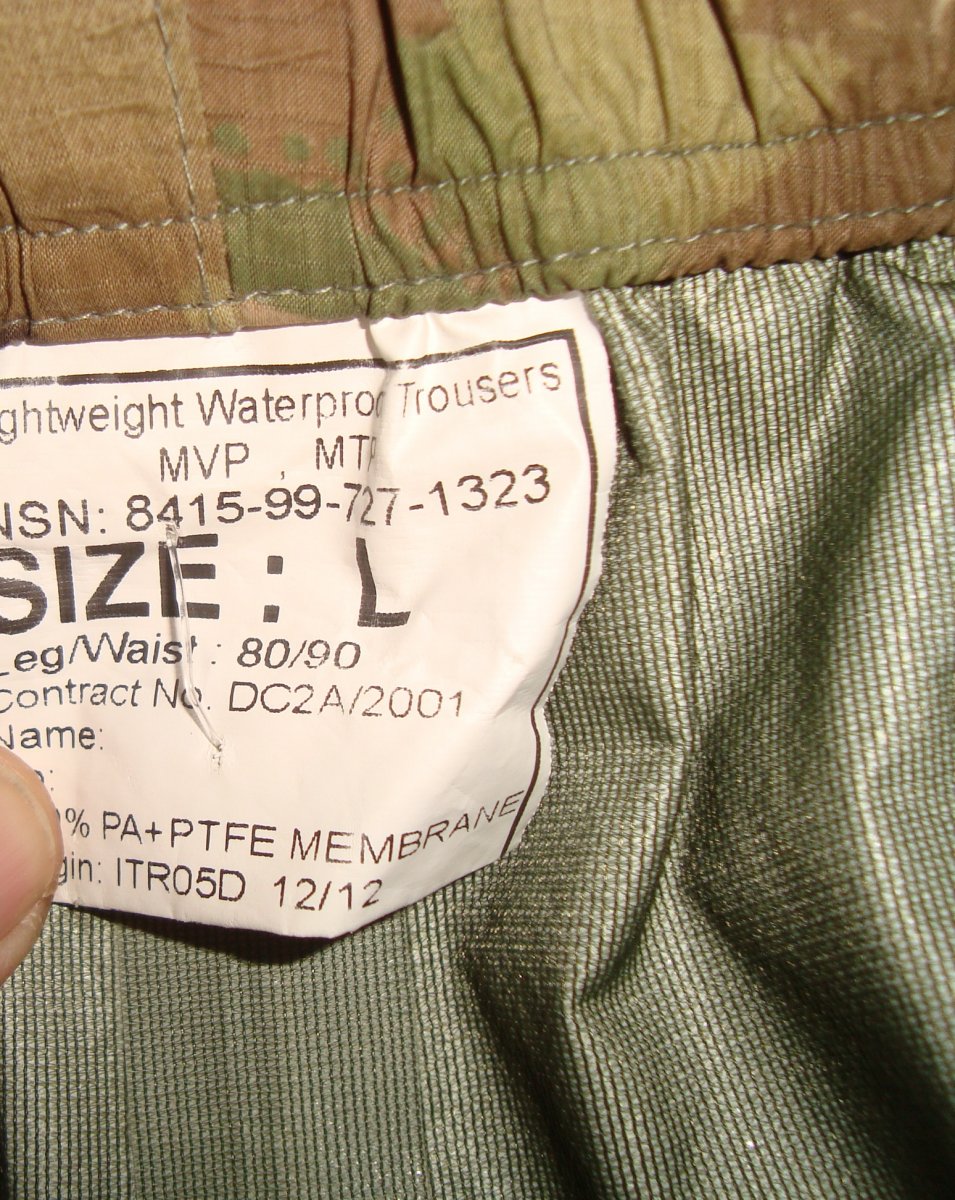 ghtweight Waterproo Trousers
MVP , MT
NSN: 8415-99-727-1323
SIZE : L
Leg/Waist : 80/90
Contract No. DC2A/2001
Name:
% PA+PTFE MEMBRANE
gin: ITR05D 12/12